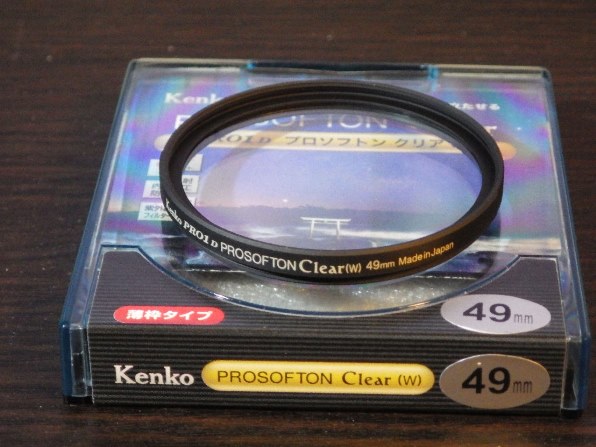 Kenko
PRO1 D プロソフトン クリア
Kenko PRO1 D PROSOFTON Clear (W) 49mm Made in Japan
薄枠タイプ 49mm
Kenko PROSOFTON Clear (W) 49mm